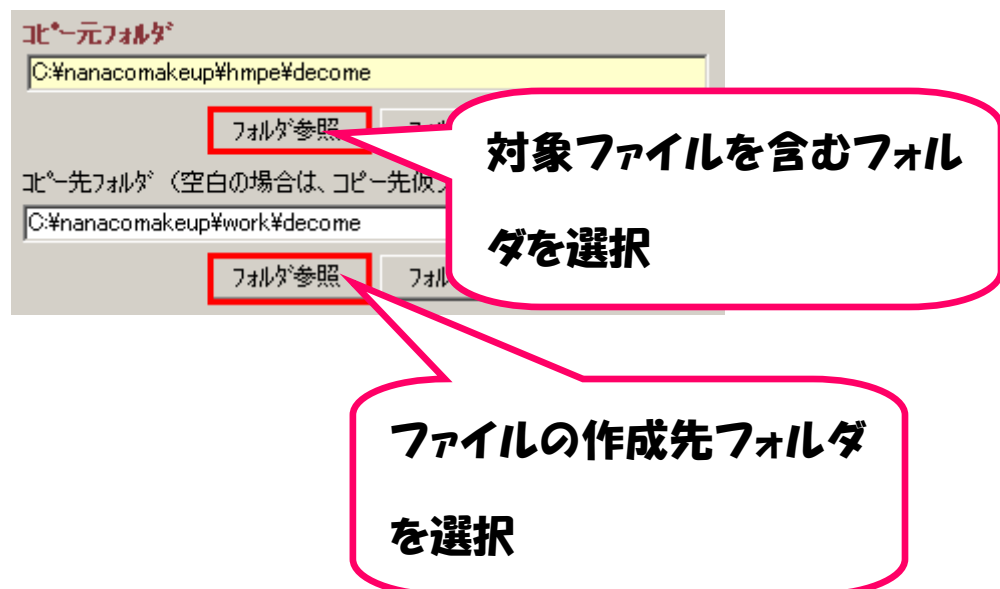 ｺﾋﾟｰ元ﾌｫﾙﾀﾞ
C:¥nanacomakeup¥hmpe¥decome
ﾌｫﾙﾀﾞ参照
ｺﾋﾟｰ先ﾌｫﾙﾀﾞ（空白の場合は、コピー先仮
C:¥nanacomakeup¥work¥decome
ﾌｫﾙﾀﾞ参照 ﾌｫﾙ
対象ファイルを含むフォル
ダを選択
ファイルの作成先フォルダ
を選択